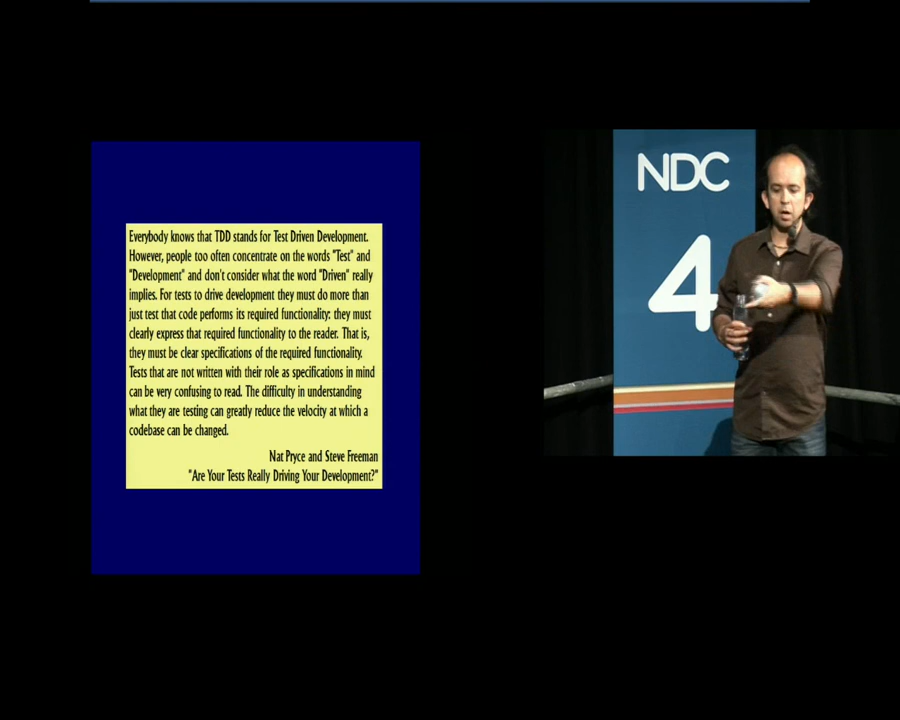 Everybody knows that TDD stands for Test Driven Development.
However, people too often concentrate on the words "Test" and
"Development" and don't consider what the word "Driven" really
implies. For tests to drive development they must do more than
just test that code performs its required functionality: they must
clearly express that required functionality to the reader. That is,
they must be clear specifications of the required functionality.
Tests that are not written with their role as specifications in mind
can be very confusing to read. The difficulty in understanding
what they are testing can greatly reduce the velocity at which a
codebase can be changed.
Nat Pryce and Steve Freeman
"Are Your Tests Really Driving Your Development?"
NDC
4